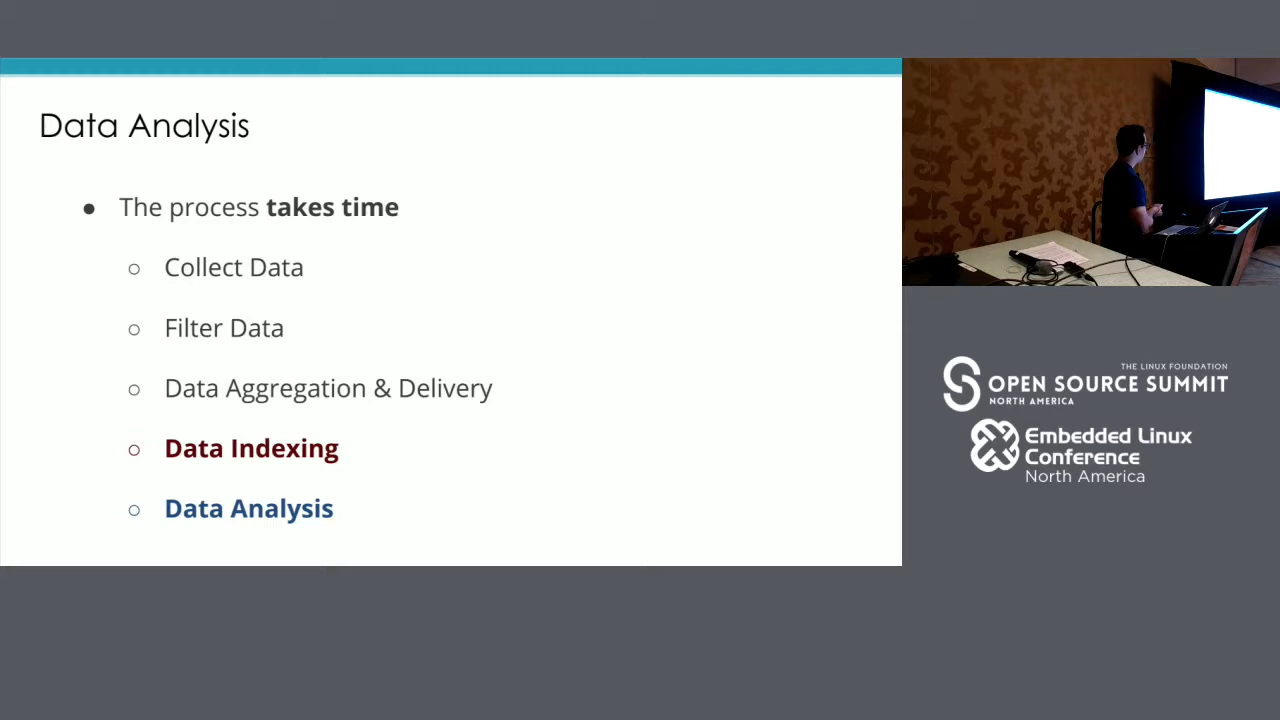 Data Analysis
● The process takes time
○ Collect Data
○ Filter Data
○ Data Aggregation & Delivery
○ Data Indexing
○ Data Analysis
THE LINUX FOUNDATION
OPEN SOURCE SUMMIT
NORTH AMERICA
Embedded Linux
Conference
North America